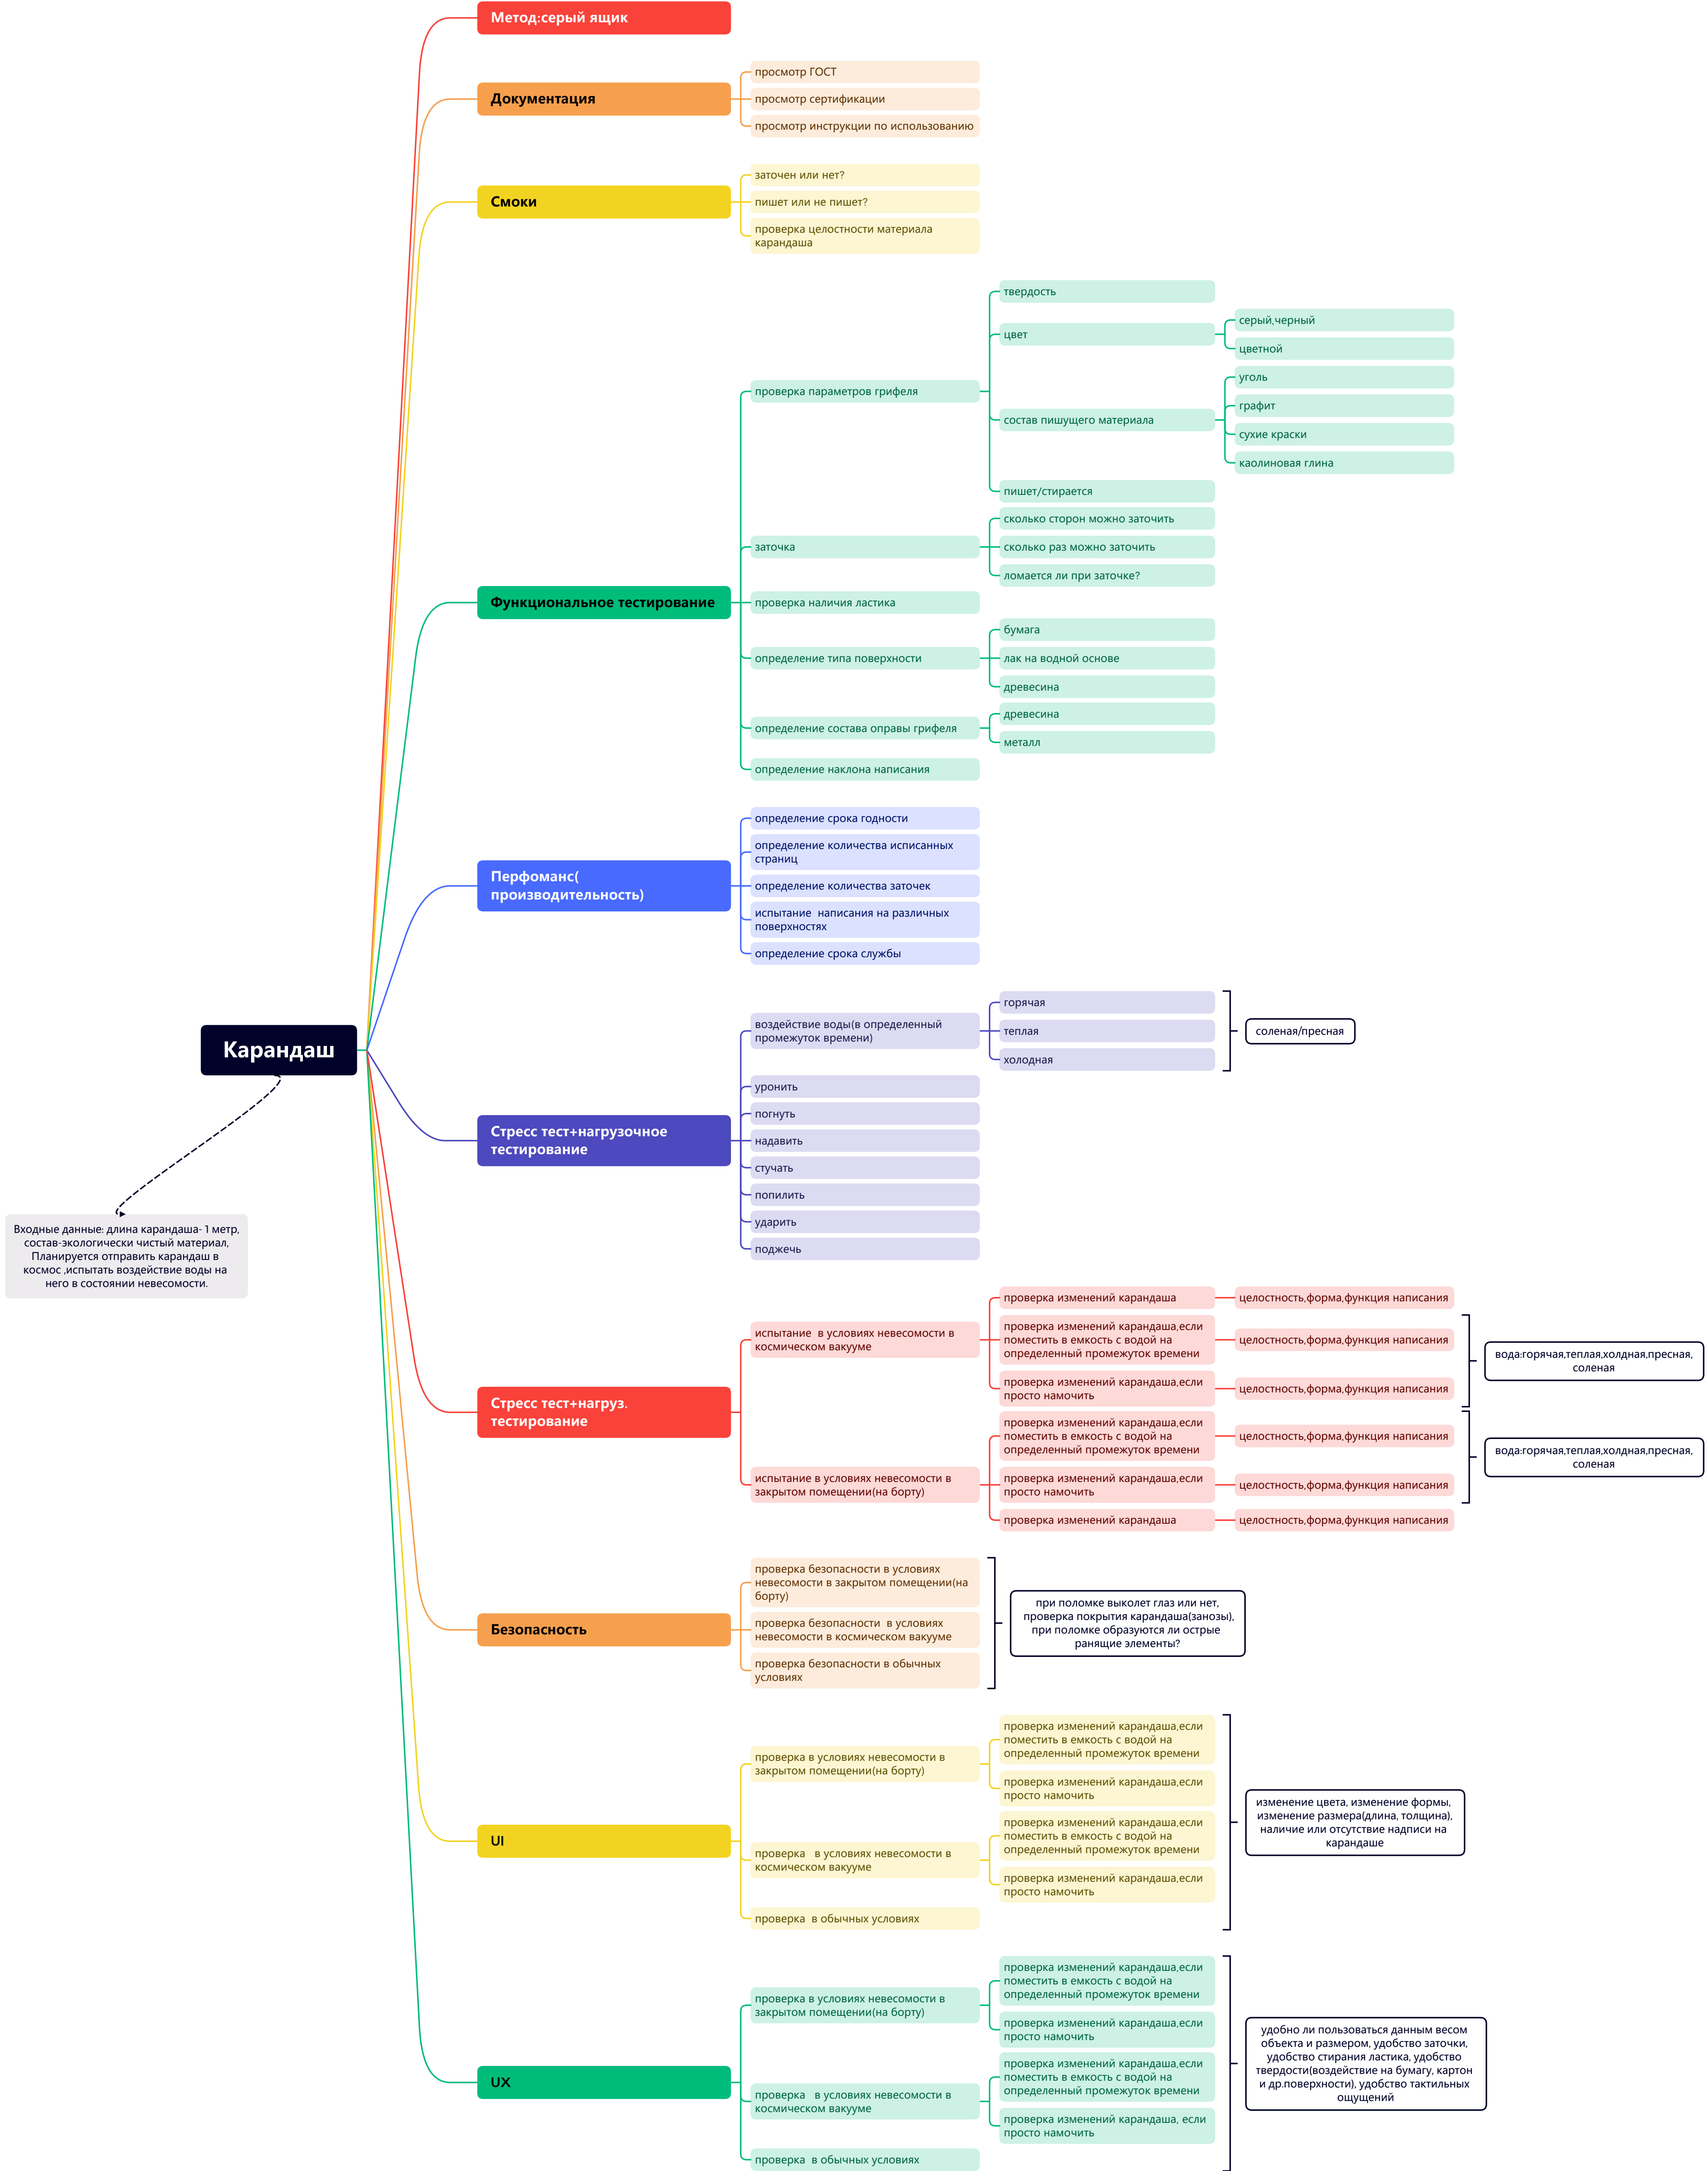 Метод:серый ящик
Документация
просмотр ГОСТ
просмотр сертификации
просмотр инструкции по использованию
Смоки
заточен или нет?
пишет или не пишет?
проверка целостности материала
карандаша
Функциональное тестирование
проверка параметров грифеля
твердость
цвет
серый,черный
цветной
состав пишущего материала
уголь
графит
сухие краски
каолиновая глина
пишет/стирается
заточка
сколько сторон можно заточить
сколько раз можно заточить
ломается ли при заточке?
проверка наличия ластика
определение типа поверхности
бумага
лак на водной основе
древесина
определение состава оправы грифеля
древесина
металл
определение наклона написания
Перфоманс(
производительность)
определение срока годности
определение количества исписанных
страниц
определение количества заточек
испытание  написания на различных
поверхностях
определение срока службы
Карандаш
Входные данные: длина карандаша- 1 метр,
состав-экологически чистый материал,
Планируется отправить карандаш в
космос ,испытать воздействие воды на
него в состоянии невесомости.
Стресс тест+нагрузочное
тестирование
воздействие воды(в определенный
промежуток времени)
горячая
теплая
холодная
соленая/пресная
уронить
погнуть
надавить
стучать
попилить
ударить
поджечь
Стресс тест+нагруз.
тестирование
испытание  в условиях невесомости в
космическом вакууме
проверка изменений карандаша
целостность,форма,функция написания
проверка изменений карандаша,если
поместить в емкость с водой на
определенный промежуток времени
целостность,форма,функция написания
проверка изменений карандаша,если
просто намочить
целостность,форма,функция написания
вода:горячая,теплая,холдная,пресная,
соленая
испытание в условиях невесомости в
закрытом помещении(на борту)
проверка изменений карандаша,если
поместить в емкость с водой на
определенный промежуток времени
целостность,форма,функция написания
проверка изменений карандаша,если
просто намочить
целостность,форма,функция написания
вода:горячая,теплая,холдная,пресная,
соленая
проверка изменений карандаша
целостность,форма,функция написания
Безопасность
проверка безопасности в условиях
невесомости в закрытом помещении(на
борту)
проверка безопасности  в условиях
невесомости в космическом вакууме
проверка безопасности в обычных
условиях
при поломке выколет глаз или нет,
проверка покрытия карандаша(занозы),
при поломке образуются ли острые
ранящие элементы?
UI
проверка в условиях невесомости в
закрытом помещении(на борту)
проверка изменений карандаша,если
поместить в емкость с водой на
определенный промежуток времени
проверка изменений карандаша,если
просто намочить
проверка   в условиях невесомости в
космическом вакууме
проверка изменений карандаша,если
поместить в емкость с водой на
определенный промежуток времени
проверка изменений карандаша,если
просто намочить
проверка  в обычных условиях
изменение цвета, изменение формы,
изменение размера(длина, толщина),
наличие или отсутствие надписи на
карандаше
UX
проверка в условиях невесомости в
закрытом помещении(на борту)
проверка изменений карандаша,если
поместить в емкость с водой на
определенный промежуток времени
проверка изменений карандаша,если
просто намочить
проверка   в условиях невесомости в
космическом вакууме
проверка изменений карандаша,если
поместить в емкость с водой на
определенный промежуток времени
проверка изменений карандаша, если
просто намочить
проверка  в обычных условиях
удобно ли пользоваться данным весом
объекта и размером, удобство заточки,
удобство стирания ластика, удобство
твердости(воздействие на бумагу, картон
и др.поверхности), удобство тактильных
ощущений